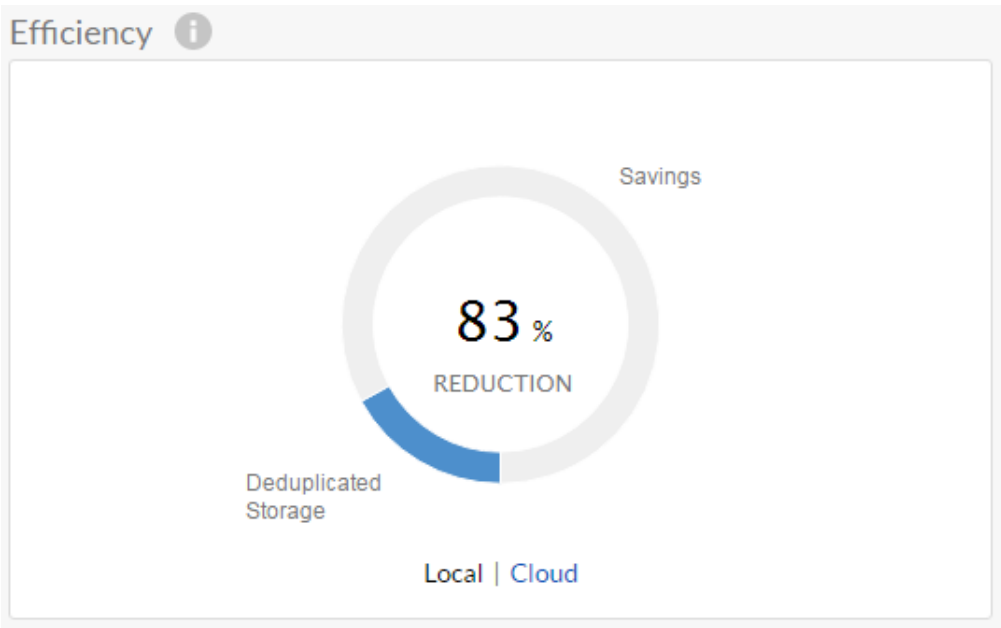 Efficiency i
Savings
83 %
REDUCTION
Deduplicated
Storage
Local | Cloud